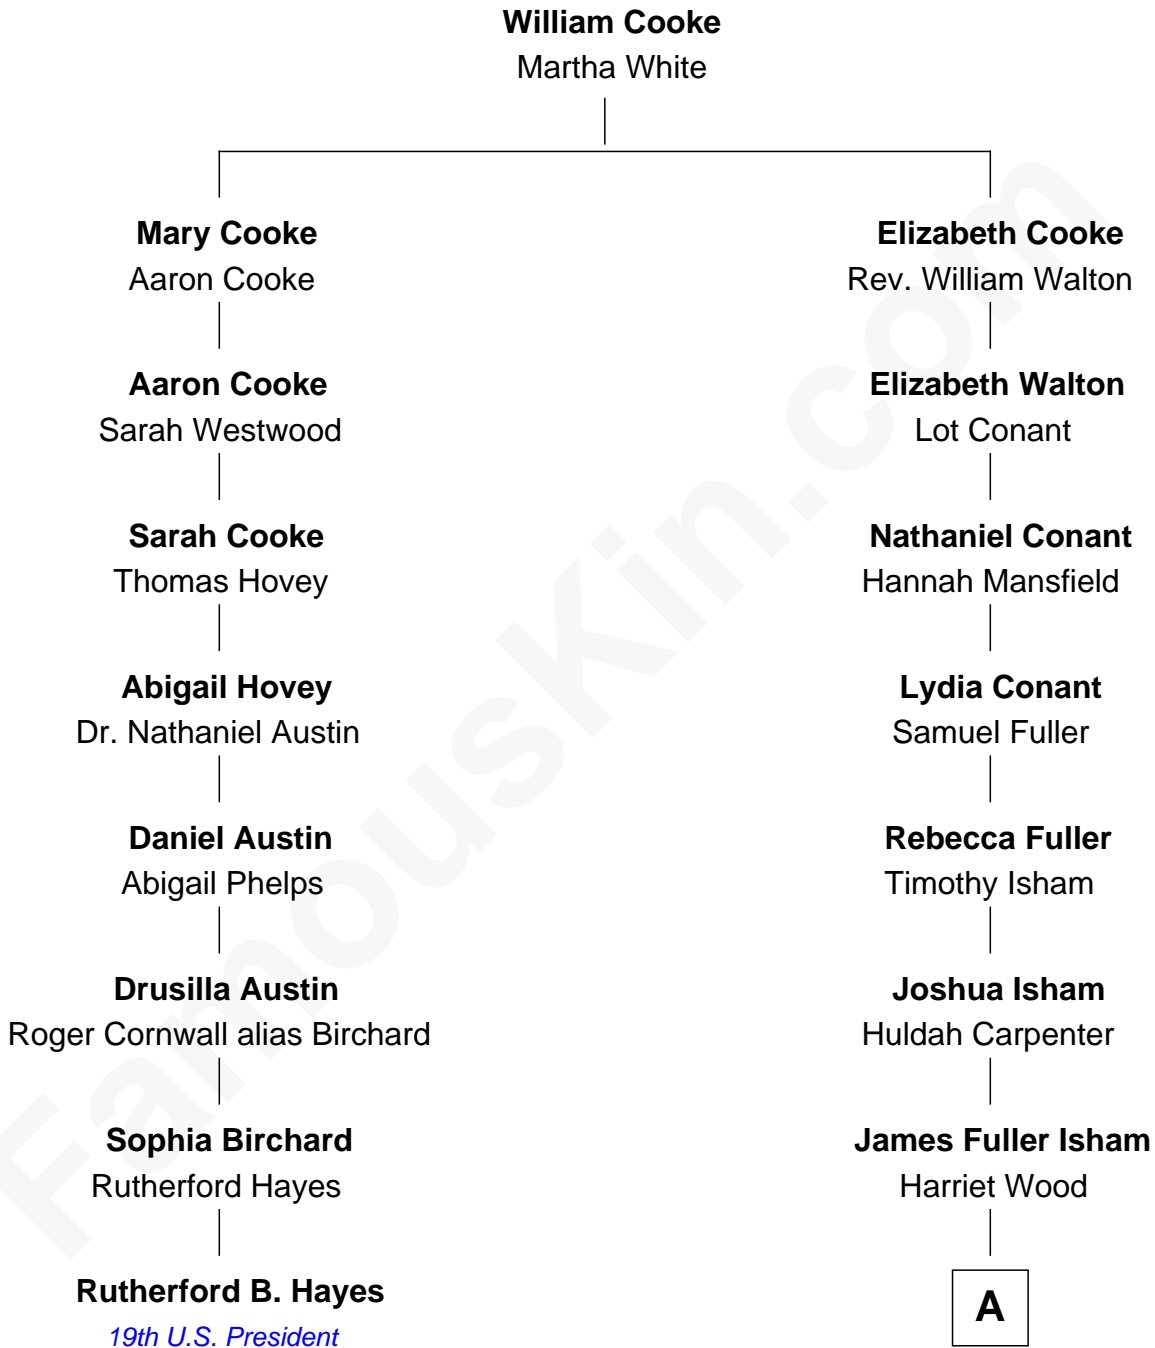 William Cooke
Martha White
Mary Cooke
Aaron Cooke
Elizabeth Cooke
Rev. William Walton
Aaron Cooke
Sarah Westwood
Elizabeth Walton
Lot Conant
Sarah Cooke
Thomas Hovey
Nathaniel Conant
Hannah Mansfield
Abigail Hovey
Dr. Nathaniel Austin
Lydia Conant
Samuel Fuller
Daniel Austin
Abigail Phelps
Rebecca Fuller
Timothy Isham
Drusilla Austin
Roger Cornwall alias Birchard
Joshua Isham
Huldah Carpenter
Sophia Birchard
Rutherford Hayes
James Fuller Isham
Harriet Wood
Rutherford B. Hayes
19th U.S. President
A
FamousKin.com